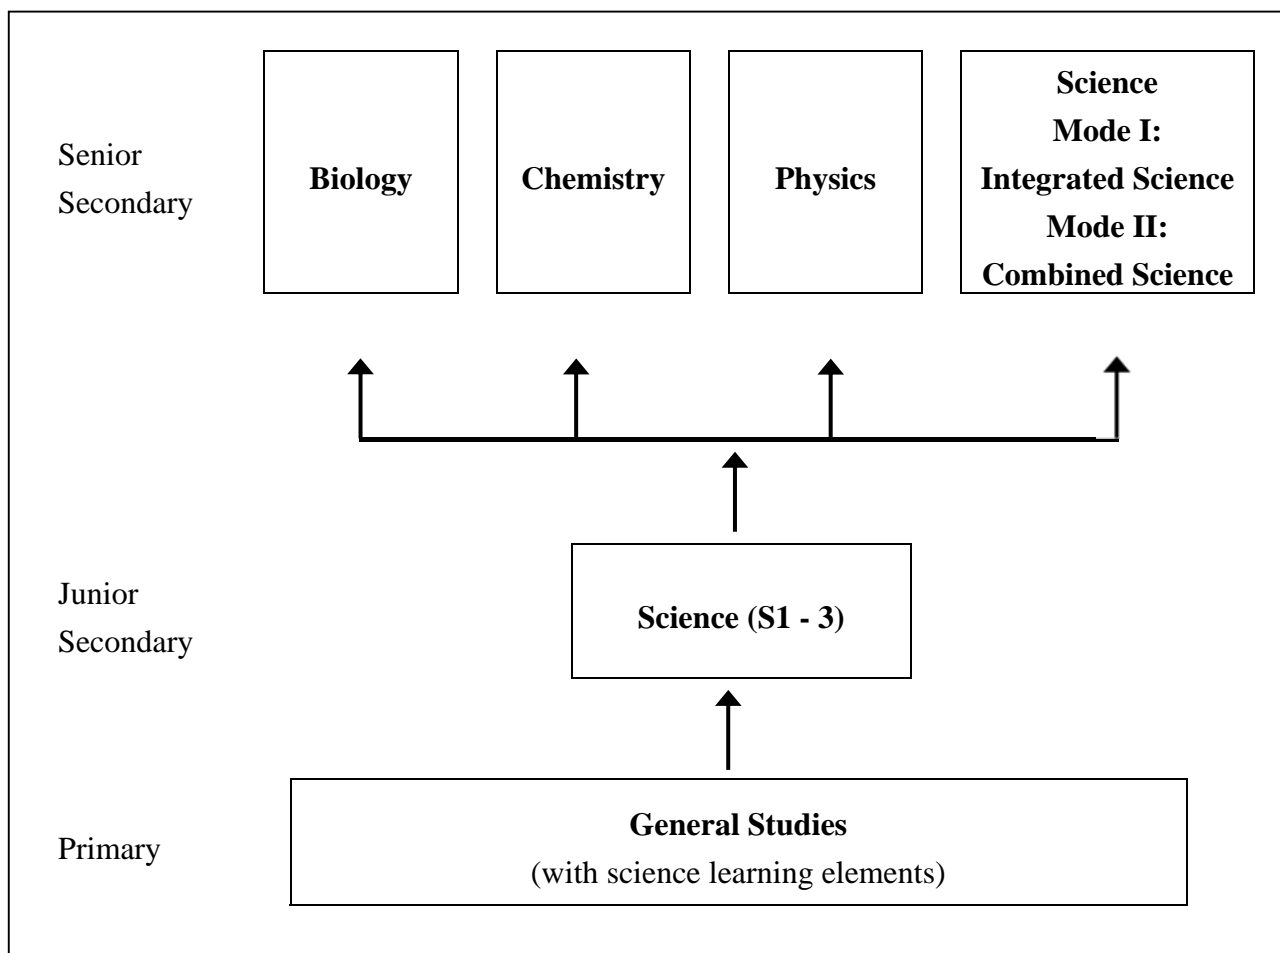 Senior
Secondary
Biology
Chemistry
Physics
Science
Mode I:
Integrated Science
Mode II:
Combined Science
Junior
Secondary
Science (S1 - 3)
Primary
General Studies
(with science learning elements)